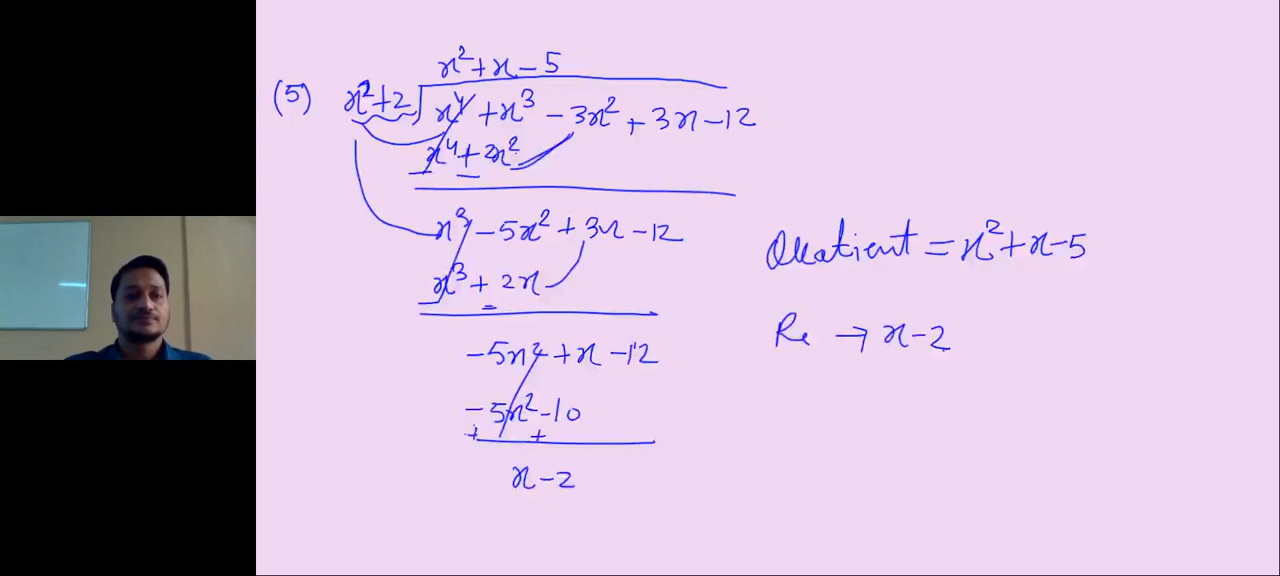 x²+x-5
(5) x²+2 x⁴+x³-3x²+3x-12
x⁴+2x²
x³-5x²+3x-12
x³+2x
-5x²+x-12
-5x²-10
+ +
x-2
Quatient = x²+x-5
Re → x-2